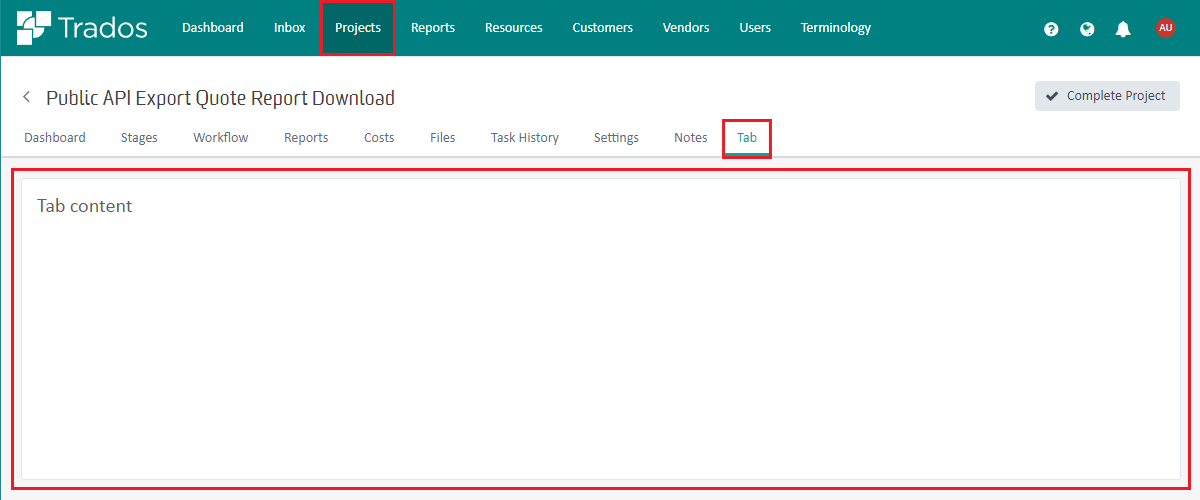 Trados Dashboard Inbox Projects Reports Resources Customers Vendors Users Terminology ? AU
Public API Export Quote Report Download Complete Project
Dashboard Stages Workflow Reports Costs Files Task History Settings Notes Tab
Tab content